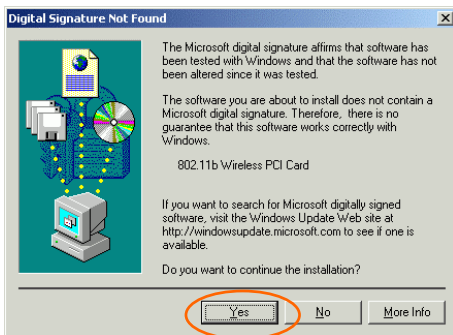 Digital Signature Not Found
The Microsoft digital signature affirms that software has
been tested with Windows and that the software has not
been altered since it was tested.
The software you are about to install does not contain a
Microsoft digital signature. Therefore, there is no
guarantee that this software works correctly with
Windows.
802.11b Wireless PCI Card
If you want to search for Microsoft digitally signed
software, visit the Windows Update Web site at
http://windowsupdate.microsoft.com to see if one is
available.
Do you want to continue the installation?
Yes No More Info